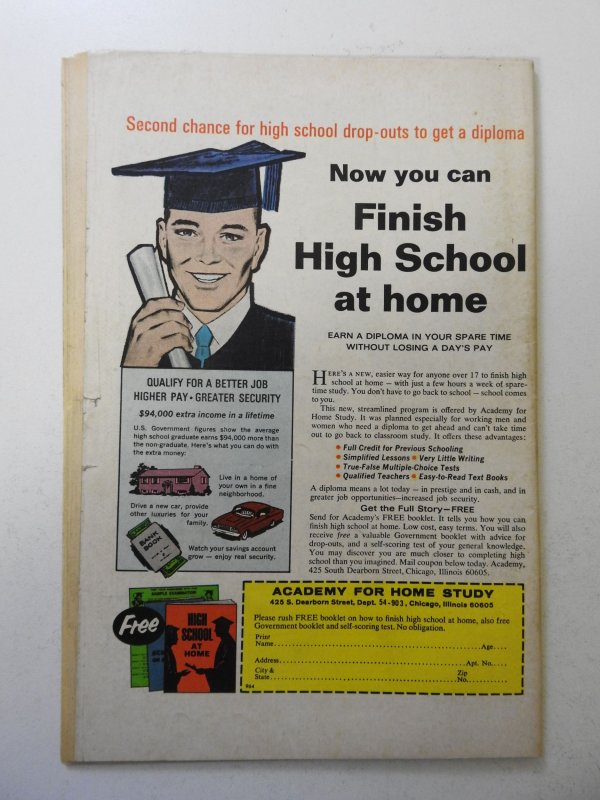 Second chance for high school drop-outs to get a diploma
Now you can
Finish
High School
at home
EARN A DIPLOMA IN YOUR SPARE TIME
WITHOUT LOSING A DAY'S PAY
QUALIFY FOR A BETTER JOB
HIGHER PAY • GREATER SECURITY
$94,000 extra income in a lifetime
U.S. Government figures show the average
high school graduate earns $94,000 more than
the non-graduate. Here's what you can do with
the extra money:
Live in a home of
your own in a fine
neighborhood.
Drive a new car, provide
other luxuries for your
family.
BANK
BOOK
Watch your savings account
grow — enjoy real security.
HERE'S A NEW, easier way for anyone over 17 to finish high
school at home — with just a few hours a week of spare-
time study. You don't have to go back to school — school comes
to you.
This new, streamlined program is offered by Academy for
Home Study. It was planned especially for working men and
women who need a diploma to get ahead and can't take time
out to go back to classroom study. It offers these advantages:
• Full Credit for Previous Schooling
• Simplified Lessons • Very Little Writing
• True-False Multiple-Choice Tests
• Qualified Teachers • Easy-to-Read Text Books
A diploma means a lot today — in prestige and in cash, and in
greater job opportunities—increased job security.
Get the Full Story—FREE
Send for Academy's FREE booklet. It tells you how you can
finish high school at home. Low cost, easy terms. You will also
receive free a valuable Government booklet with advice for
drop-outs, and a self-scoring test of your general knowledge.
You may discover you are much closer to completing high
school than you imagined. Mail coupon below today. Academy,
425 South Dearborn Street, Chicago, Illinois 60605.
SAMPLE EXAMINATION
Free
HIGH
SCHOOL
AT
HOME
ACADEMY FOR HOME STUDY
425 S. Dearborn Street, Dept. 54-903, Chicago, Illinois 60605
Please rush FREE booklet on how to finish high school at home, also free
Government booklet and self-scoring test. No obligation.
Print
Name Age
Address Apt. No.
City & Zip
State No.
964